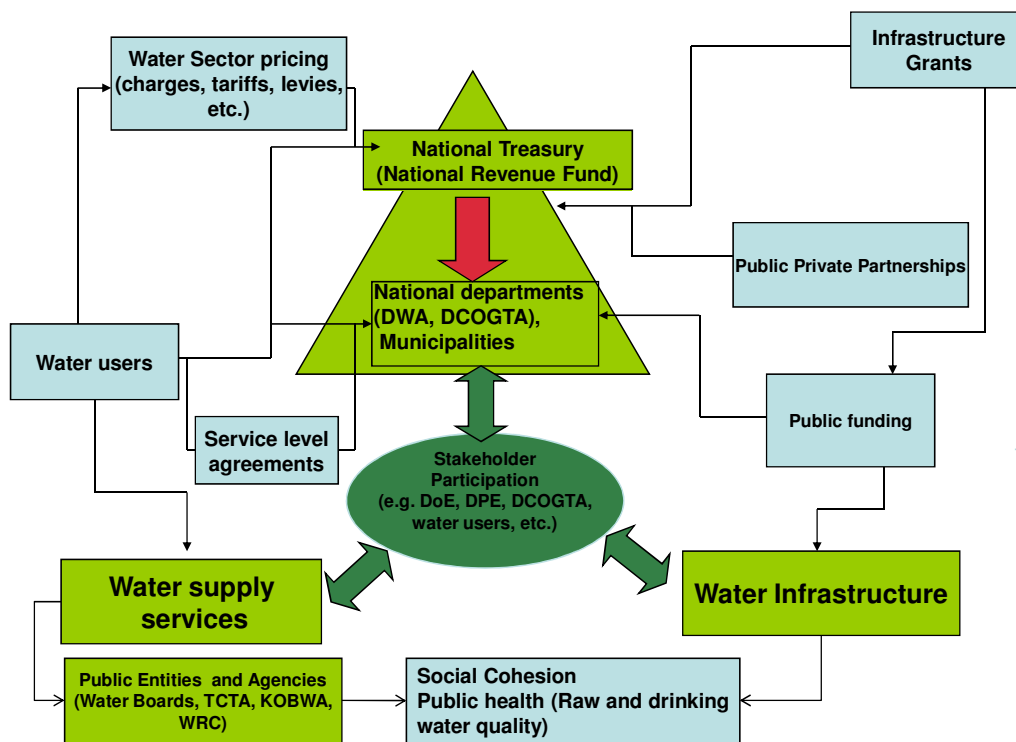 Water Sector pricing
(charges, tariffs, levies,
etc.)
Infrastructure
Grants
National Treasury
(National Revenue Fund)
Public Private Partnerships
National departments
(DWA, DCOGTA),
Municipalities
Water users
Public funding
Service level
agreements
Stakeholder
Participation
(e.g. DoE, DPE, DCOGTA,
water users, etc.)
Water supply
services
Water Infrastructure
Public Entities and Agencies
(Water Boards, TCTA, KOBWA,
WRC)
Social Cohesion
Public health (Raw and drinking
water quality)